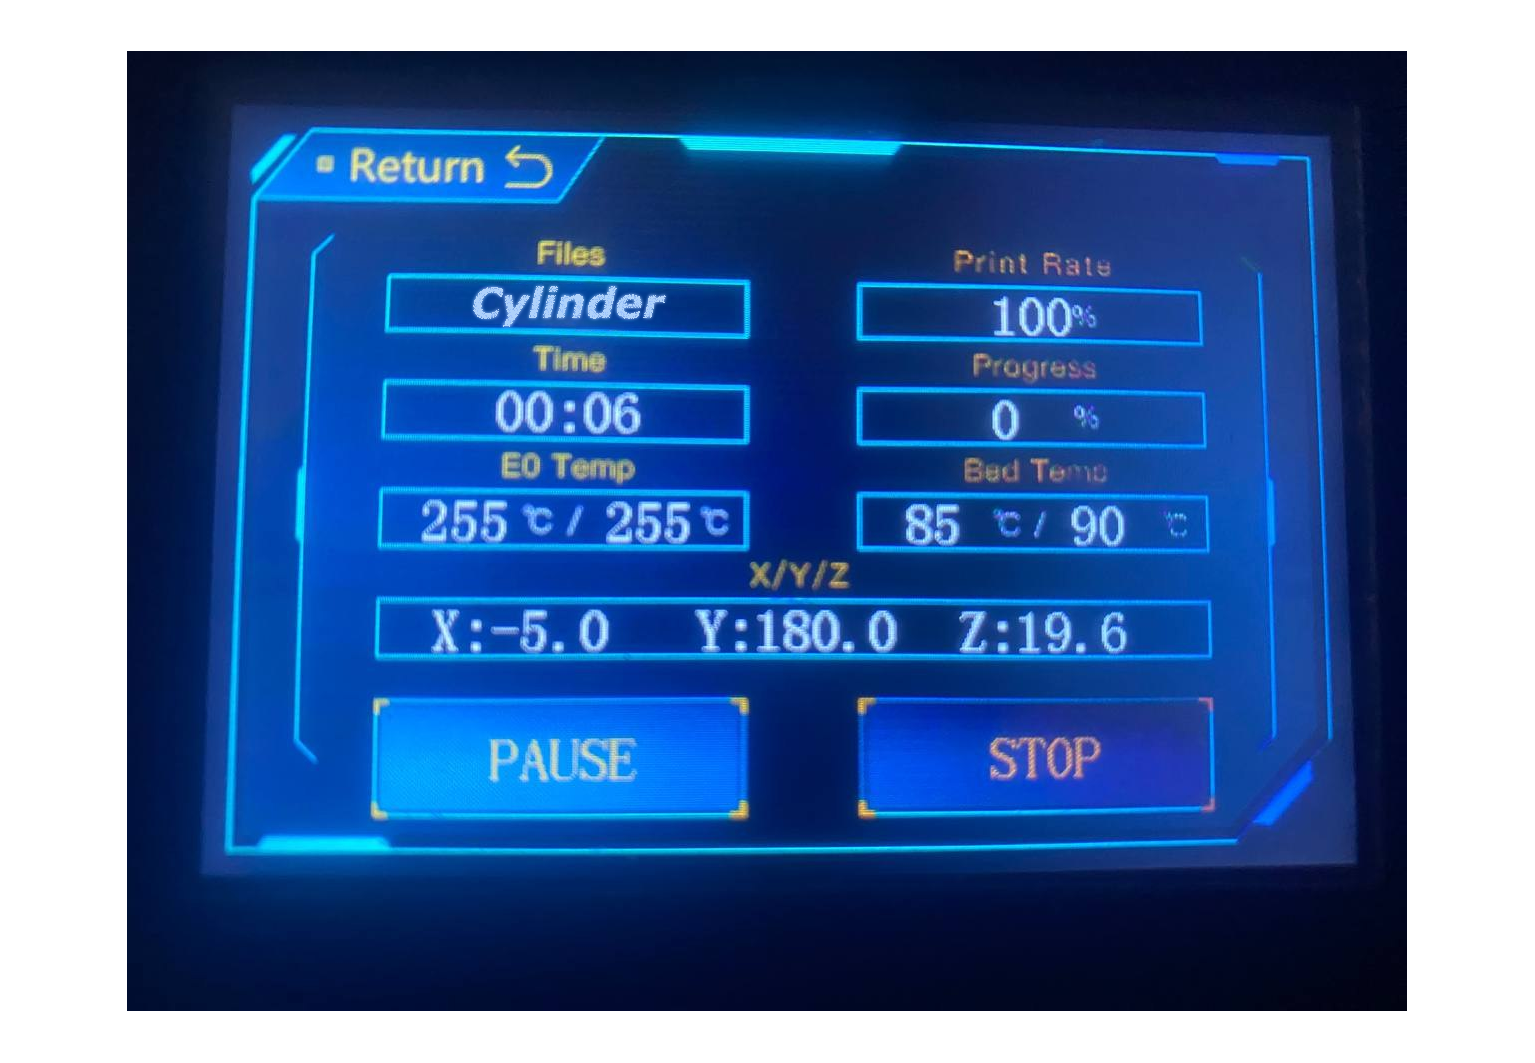 Return
Files
Print Rate
Cylinder
100%
Time
Progress
00:06
0 %
E0 Temp
Bed Temp
255 ℃ / 255 ℃
85 ℃ / 90 ℃
X/Y/Z
X:-5.0 Y:180.0 Z:19.6
PAUSE
STOP